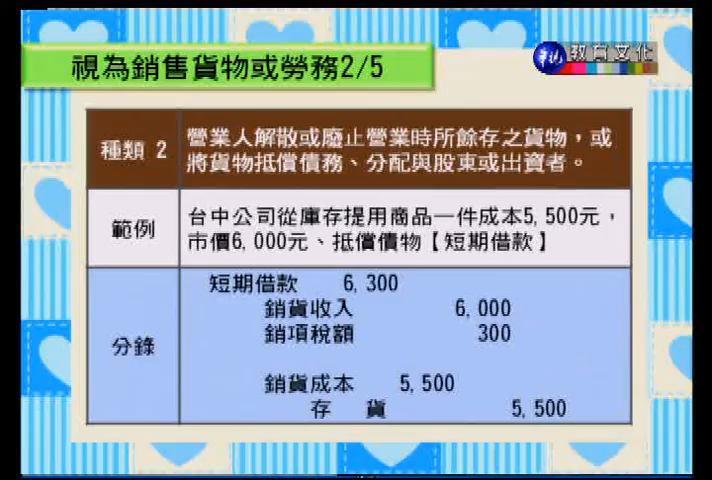 視為銷售貨物或勞務2/5
華視 教育文化
種類 2
營業人解散或廢止營業時所餘存之貨物，或
將貨物抵償債務、分配與股東或出資者。
範例
台中公司從庫存提用商品一件成本5,500元，
市價6,000元、抵償債物【短期借款】
分錄
短期借款 6,300
銷貨收入 6,000
銷項稅額 300
銷貨成本 5,500
存 貨 5,500